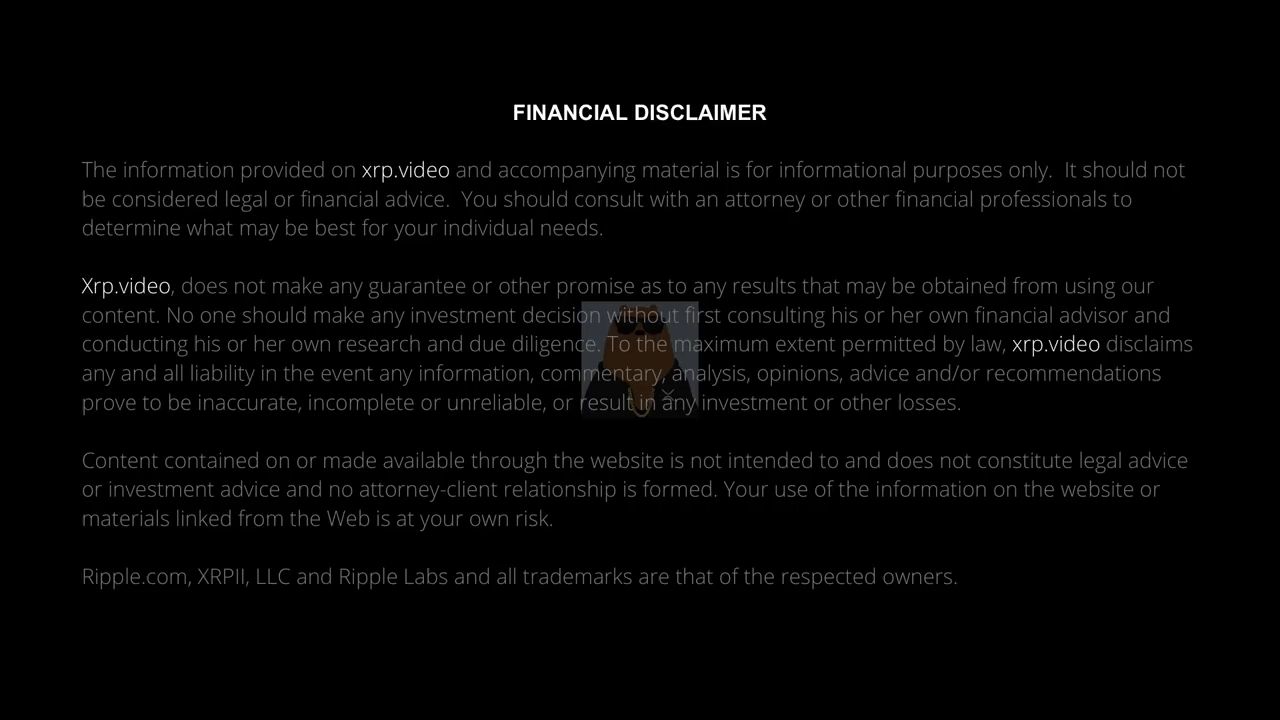 FINANCIAL DISCLAIMER
The information provided on xrp.video and accompanying material is for informational purposes only.  It should not
be considered legal or financial advice.  You should consult with an attorney or other financial professionals to
determine what may be best for your individual needs.
Xrp.video, does not make any guarantee or other promise as to any results that may be obtained from using our
content. No one should make any investment decision without first consulting his or her own financial advisor and
conducting his or her own research and due diligence. To the maximum extent permitted by law, xrp.video disclaims
any and all liability in the event any information, commentary, analysis, opinions, advice and/or recommendations
prove to be inaccurate, incomplete or unreliable, or result in any investment or other losses.
Content contained on or made available through the website is not intended to and does not constitute legal advice
or investment advice and no attorney-client relationship is formed. Your use of the information on the website or
materials linked from the Web is at your own risk.
Ripple.com, XRPII, LLC and Ripple Labs and all trademarks are that of the respected owners.